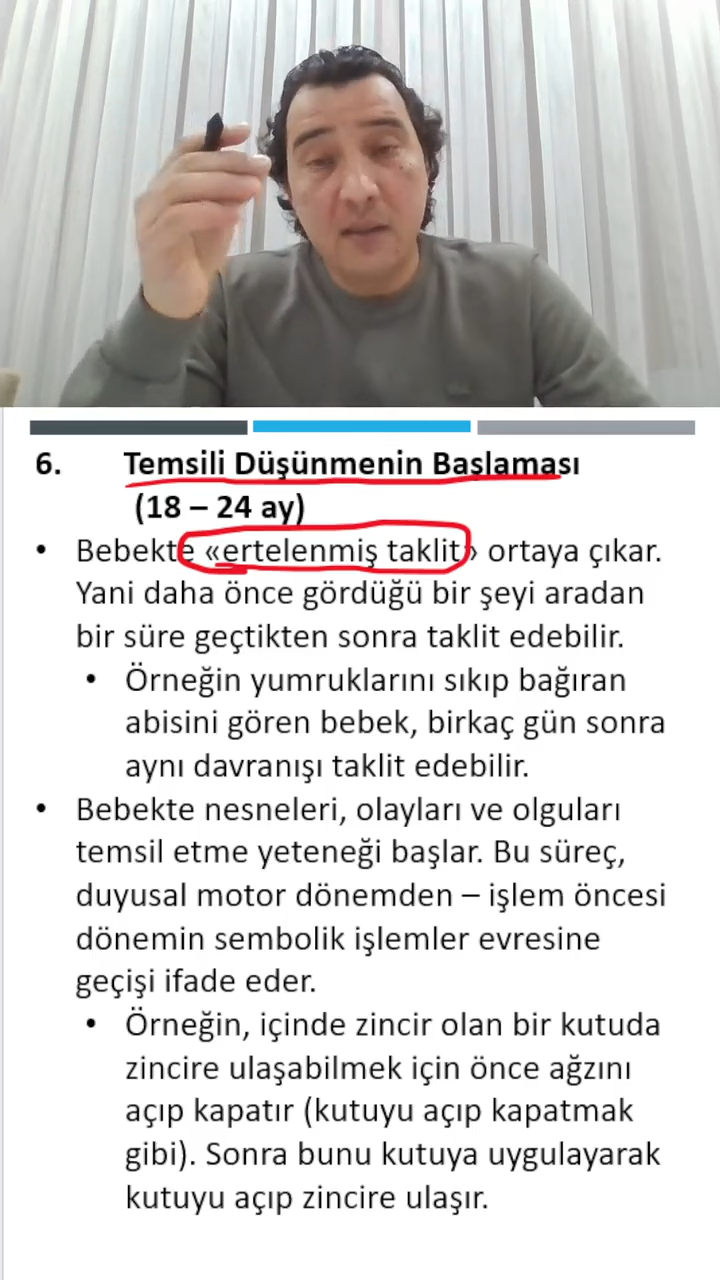 6. Temsili Düşünmenin Başlaması
(18 – 24 ay)
• Bebekte «ertelenmiş taklit» ortaya çıkar.
Yani daha önce gördüğü bir şeyi aradan
bir süre geçtikten sonra taklit edebilir.
• Örneğin yumruklarını sıkıp bağıran
abisini gören bebek, birkaç gün sonra
aynı davranışı taklit edebilir.
• Bebekte nesneleri, olayları ve olguları
temsil etme yeteneği başlar. Bu süreç,
duyusal motor dönemden – işlem öncesi
dönemin sembolik işlemler evresine
geçişi ifade eder.
• Örneğin, içinde zincir olan bir kutuda
zincire ulaşabilmek için önce ağzını
açıp kapatır (kutuyu açıp kapatmak
gibi). Sonra bunu kutuya uygulayarak
kutuyu açıp zincire ulaşır.